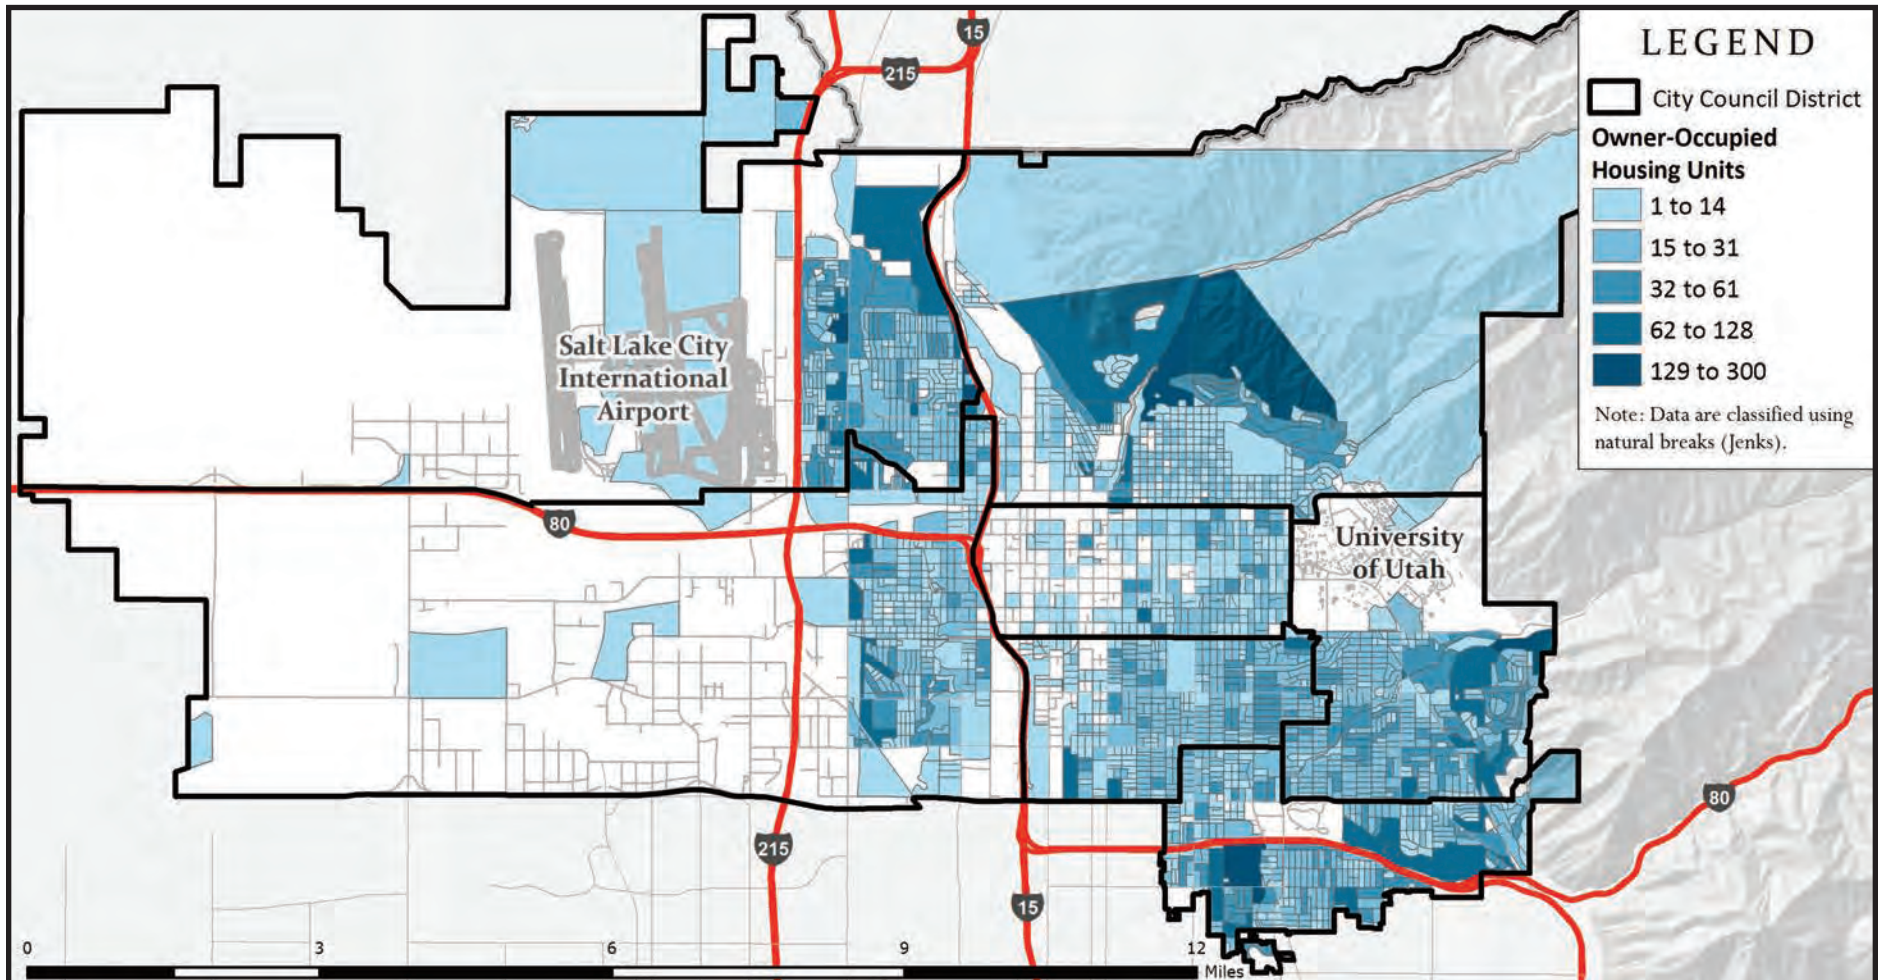 LEGEND
City Council District
Owner-Occupied
Housing Units
1 to 14
15 to 31
32 to 61
62 to 128
129 to 300
Note: Data are classified using
natural breaks (Jenks).
15
215
Salt Lake City
International
Airport
80
University
of Utah
80
215
15
0 3 6 9 12
Miles